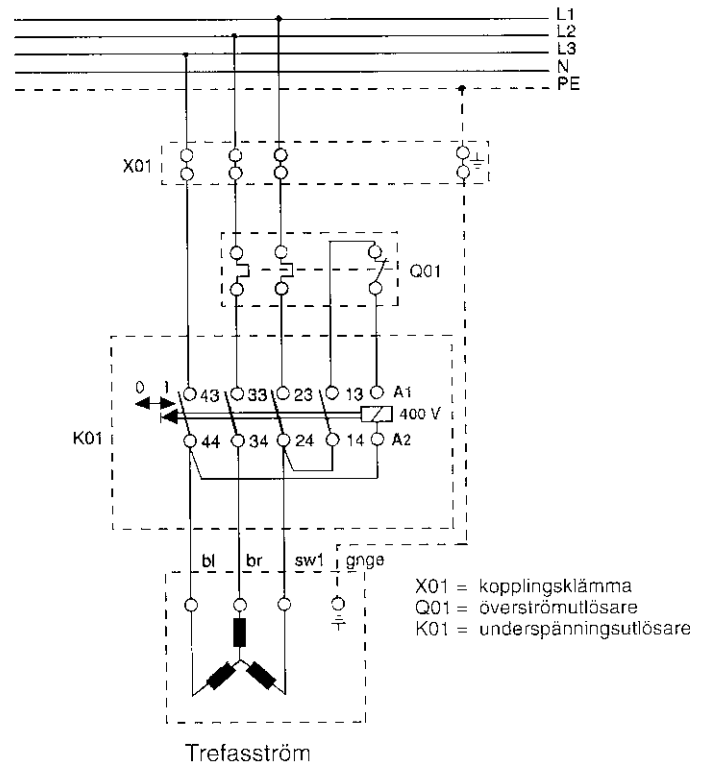 L1
L2
L3
N
PE
X01
Q01
0 1
43 33 23 13 A1
400 V
K01
44 34 24 14 A2
bl br sw1 gnge
X01 = kopplingsklämma
Q01 = överströmutlösare
K01 = underspänningsutlösare
Trefasström